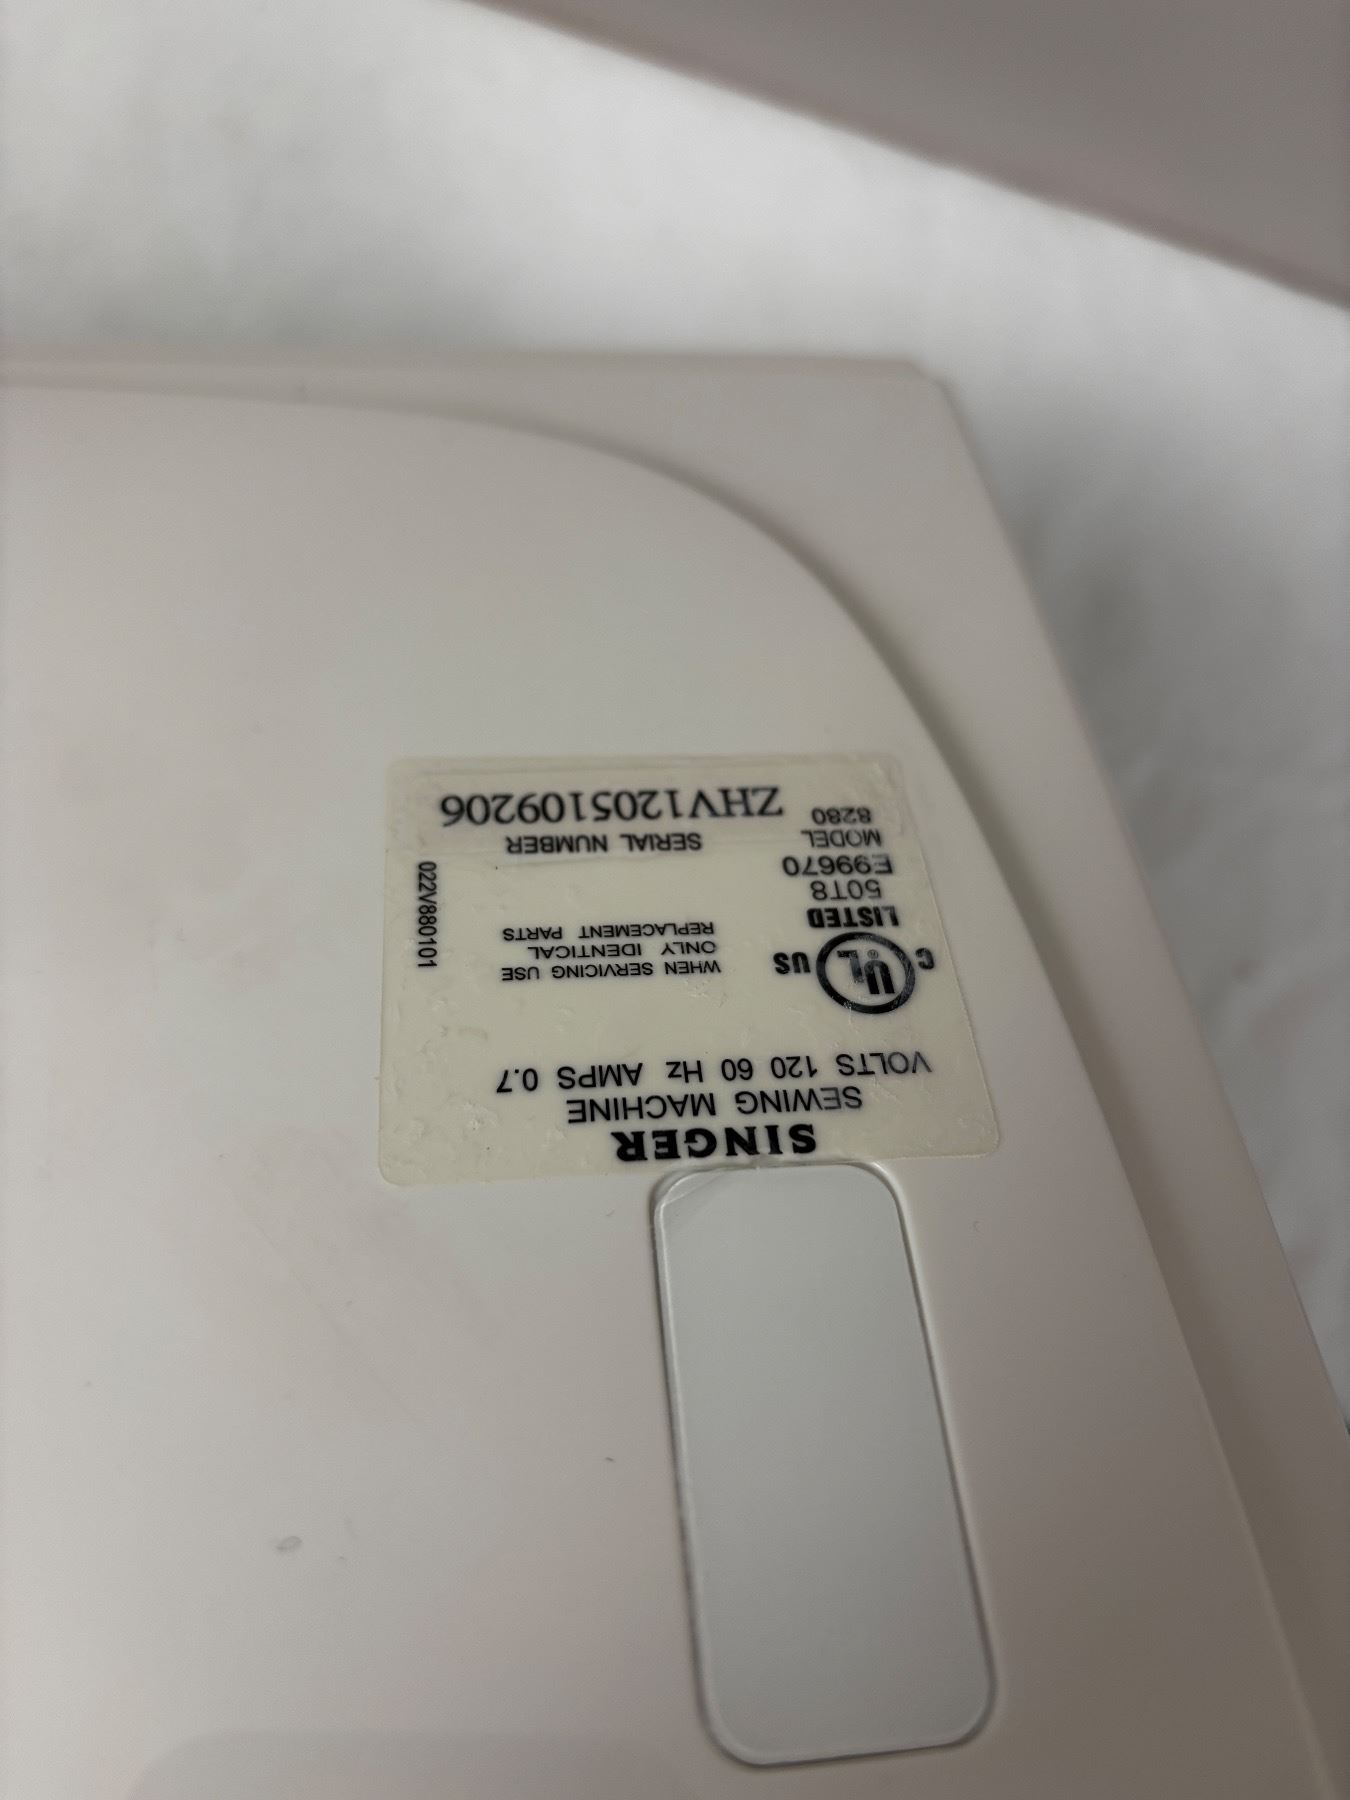 SINGER
SEWING MACHINE
VOLTS 120 60 Hz AMPS 0.7
C UL US
LISTED
50T8
E99670
MODEL
8280
WHEN SERVICING USE
ONLY IDENTICAL
REPLACEMENT PARTS
SERIAL NUMBER
ZHV1205109206
022V880101